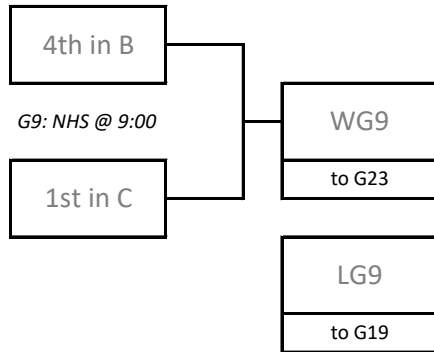 4th in B
G9: NHS @ 9:00
WG9
to G23
1st in C
LG9
to G19